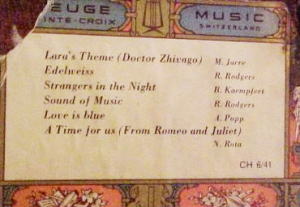 EUGE MUSIC
INTE-CROIX SWITZERLAND
Lara's Theme (Doctor Zhivago) M. Jarre
Edelweiss R. Rodgers
Strangers in the Night B. Kaempfert
Sound of Music R. Rodgers
Love is blue A. Popp
A Time for us (From Romeo and Juliet)
N. Rota
CH 6/41